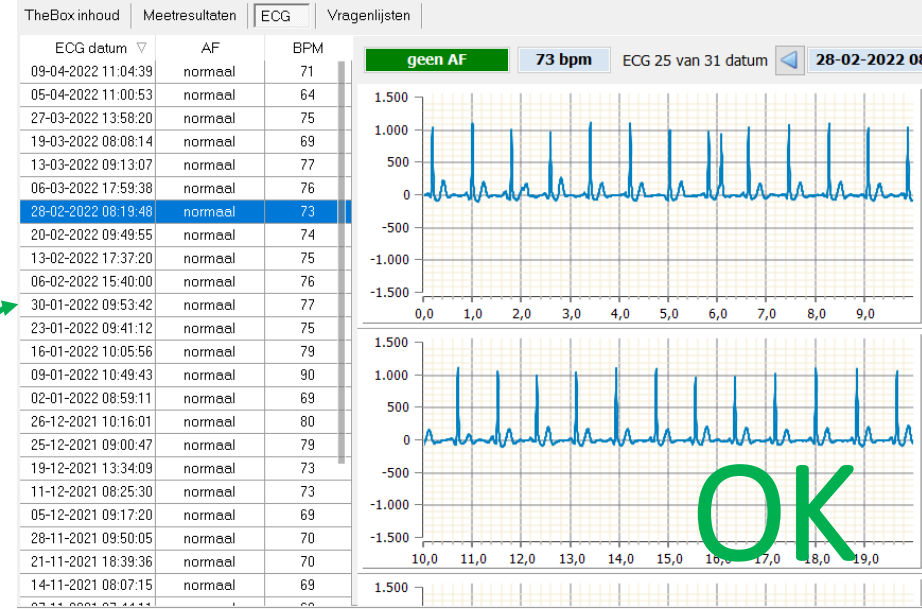 TheBox inhoud Meetresultaten ECG Vragenlijsten
ECG datum AF BPM
09-04-2022 11:04:39 normaal 71
05-04-2022 11:00:53 normaal 64
27-03-2022 13:58:20 normaal 75
19-03-2022 08:08:14 normaal 69
13-03-2022 09:13:07 normaal 77
06-03-2022 17:59:38 normaal 76
28-02-2022 08:19:48 normaal 73
20-02-2022 09:49:55 normaal 74
13-02-2022 17:37:20 normaal 75
06-02-2022 15:40:00 normaal 76
30-01-2022 09:53:42 normaal 77
23-01-2022 09:41:12 normaal 75
16-01-2022 10:05:56 normaal 79
09-01-2022 10:49:43 normaal 90
02-01-2022 08:59:11 normaal 69
26-12-2021 10:16:01 normaal 80
25-12-2021 09:00:47 normaal 79
19-12-2021 13:34:09 normaal 73
11-12-2021 08:25:30 normaal 73
05-12-2021 09:17:20 normaal 69
28-11-2021 09:50:05 normaal 70
21-11-2021 18:39:36 normaal 70
14-11-2021 08:07:15 normaal 69
geen AF 73 bpm ECG 25 van 31 datum 28-02-2022 08
1.500
1.000
500
0
-500
-1.000
-1.500
0,0 1,0 2,0 3,0 4,0 5,0 6,0 7,0 8,0 9,0
1.500
1.000
500
0
-500
-1.000
-1.500
10,0 11,0 12,0 13,0 14,0 15,0 16,0 17,0 18,0 19,0
OK
1.500